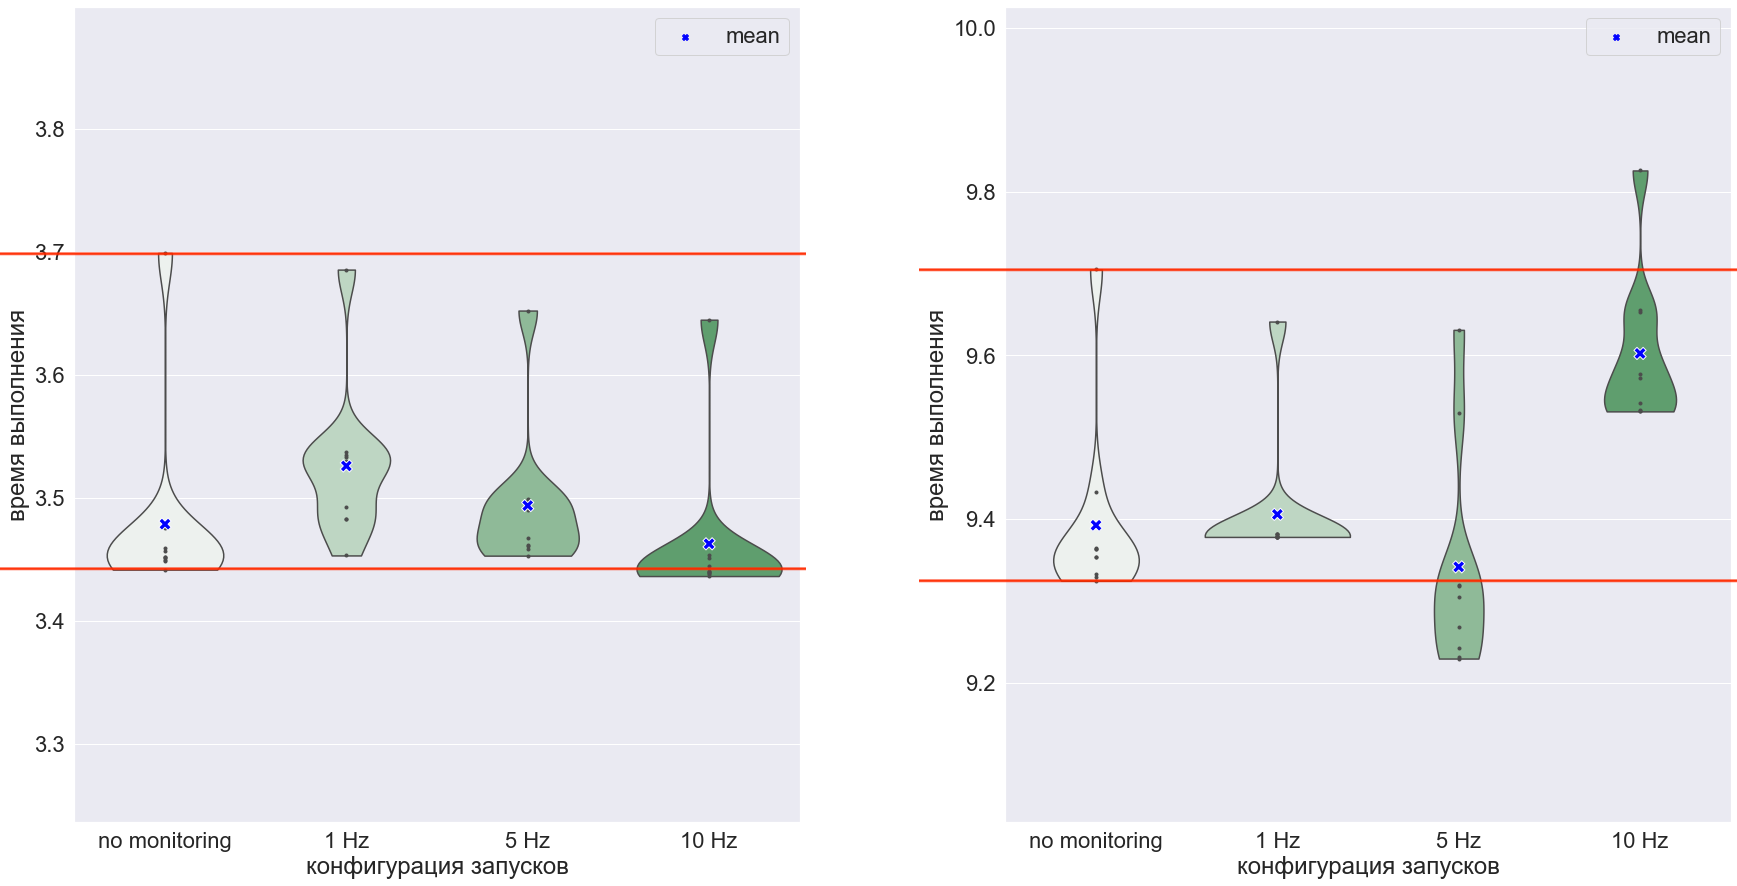 mean
3.8
3.7
3.6
3.5
3.4
3.3
время выполнения
no monitoring 1 Hz 5 Hz 10 Hz
конфигурация запусков
mean
10.0
9.8
9.6
9.4
9.2
время выполнения
no monitoring 1 Hz 5 Hz 10 Hz
конфигурация запусков